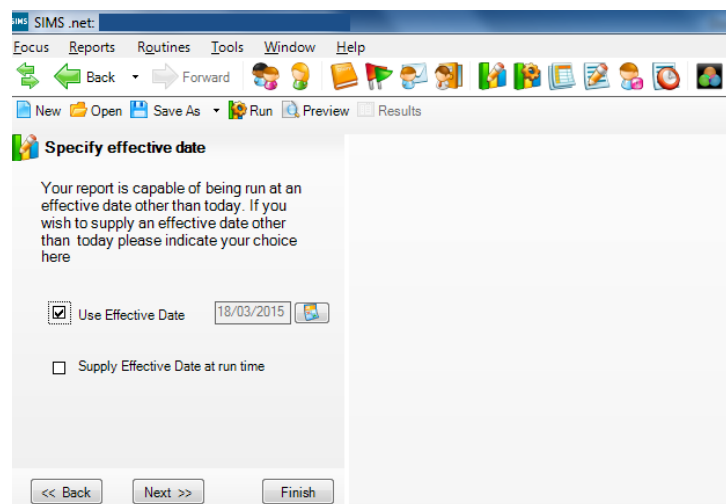 SIMS SIMS .net:
Focus Reports Routines Tools Window Help
Back Forward
New Open Save As Run Preview Results
Specify effective date
Your report is capable of being run at an
effective date other than today. If you
wish to supply an effective date other
than today please indicate your choice
here
Use Effective Date 18/03/2015
Supply Effective Date at run time
<< Back Next >> Finish